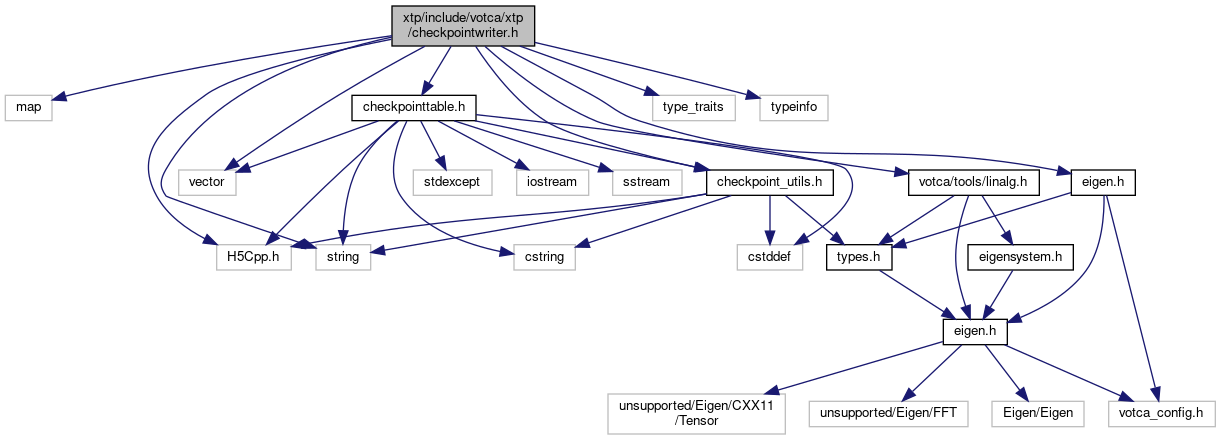 xtp/include/votca/xtp
/checkpointwriter.h
map
checkpointtable.h
type_traits
typeinfo
vector
stdexcept
iostream
sstream
checkpoint_utils.h
votca/tools/linalg.h
eigen.h
H5Cpp.h
string
cstring
cstddef
types.h
eigensystem.h
eigen.h
unsupported/Eigen/CXX11
/Tensor
unsupported/Eigen/FFT
Eigen/Eigen
votca_config.h